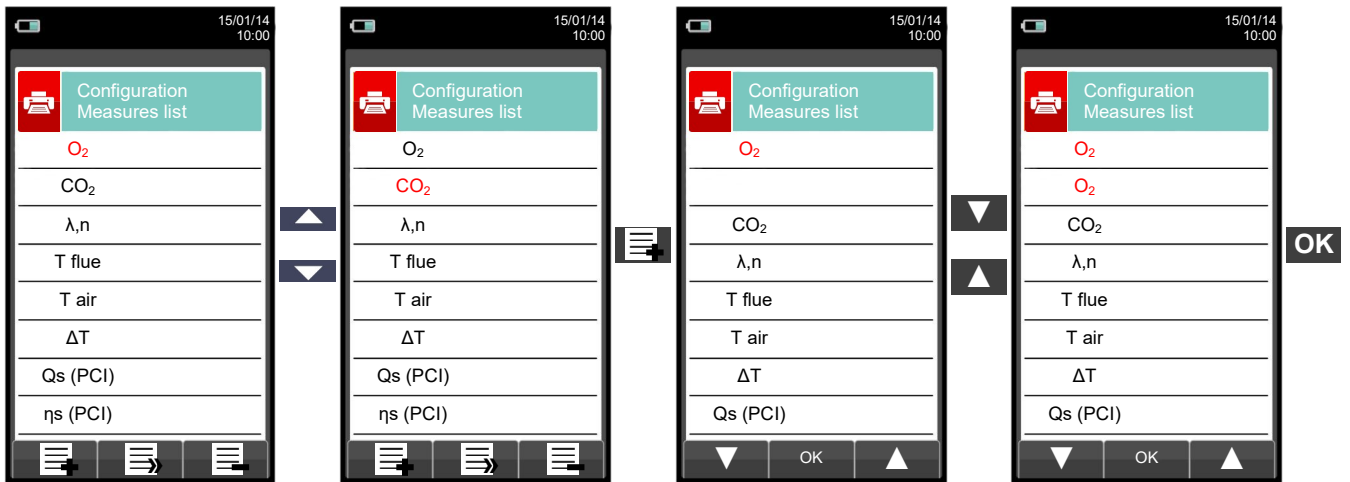 15/01/14
10:00
Configuration
Measures list
O₂
CO₂
λ,n
T flue
T air
ΔT
Qs (PCI)
ηs (PCI)
15/01/14
10:00
Configuration
Measures list
O₂
CO₂
λ,n
T flue
T air
ΔT
Qs (PCI)
ηs (PCI)
15/01/14
10:00
Configuration
Measures list
O₂
CO₂
λ,n
T flue
T air
ΔT
Qs (PCI)
OK
15/01/14
10:00
Configuration
Measures list
O₂
O₂
CO₂
λ,n
T flue
T air
ΔT
Qs (PCI)
OK
OK